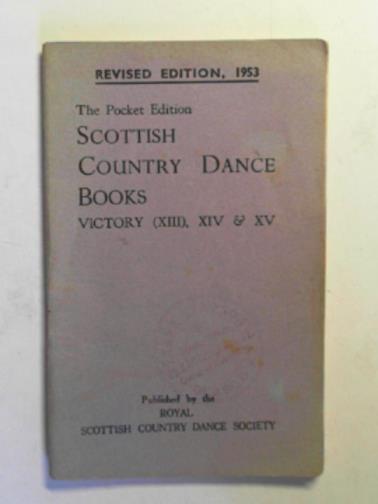 REVISED EDITION, 1953
The Pocket Edition
SCOTTISH
COUNTRY DANCE
BOOKS
VICTORY (XIII), XIV & XV
Published by the
ROYAL
SCOTTISH COUNTRY DANCE SOCIETY